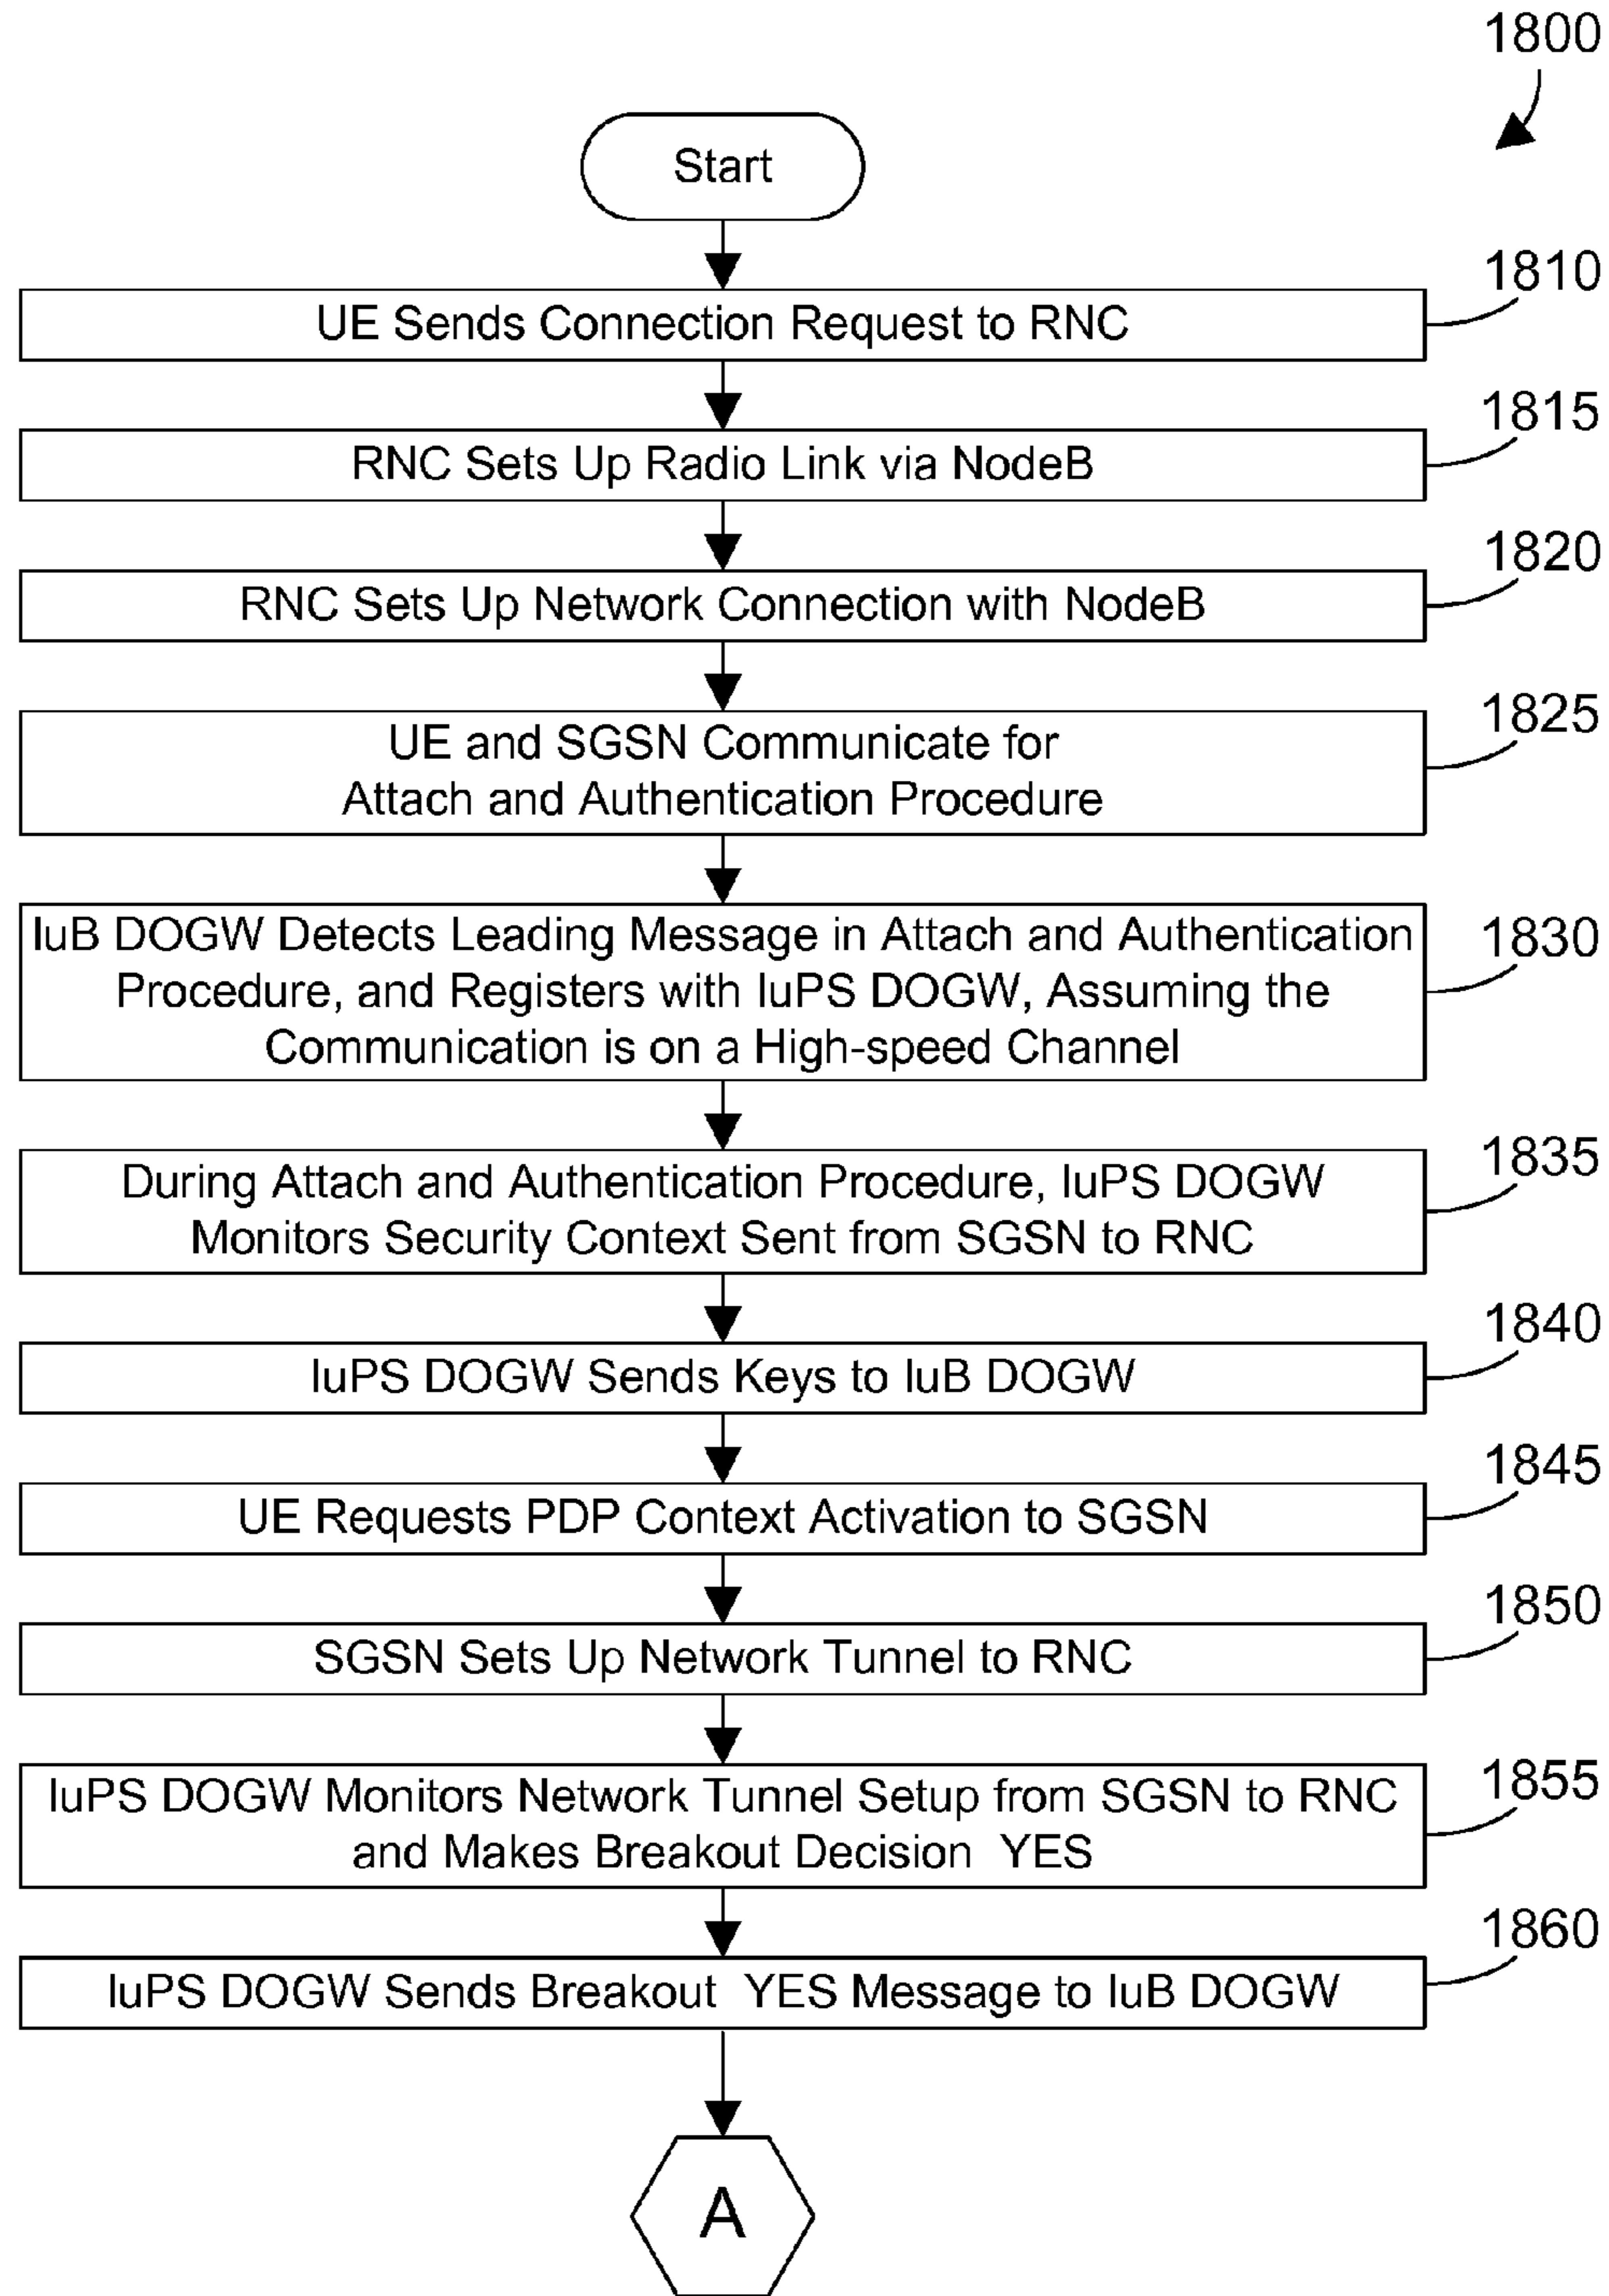 1800
Start
1810
UE Sends Connection Request to RNC
1815
RNC Sets Up Radio Link via NodeB
1820
RNC Sets Up Network Connection with NodeB
1825
UE and SGSN Communicate for
Attach and Authentication Procedure
1830
IuB DOGW Detects Leading Message in Attach and Authentication
Procedure, and Registers with IuPS DOGW, Assuming the
Communication is on a High-speed Channel
1835
During Attach and Authentication Procedure, IuPS DOGW
Monitors Security Context Sent from SGSN to RNC
1840
IuPS DOGW Sends Keys to IuB DOGW
1845
UE Requests PDP Context Activation to SGSN
1850
SGSN Sets Up Network Tunnel to RNC
1855
IuPS DOGW Monitors Network Tunnel Setup from SGSN to RNC
and Makes Breakout Decision YES
1860
IuPS DOGW Sends Breakout YES Message to IuB DOGW
A